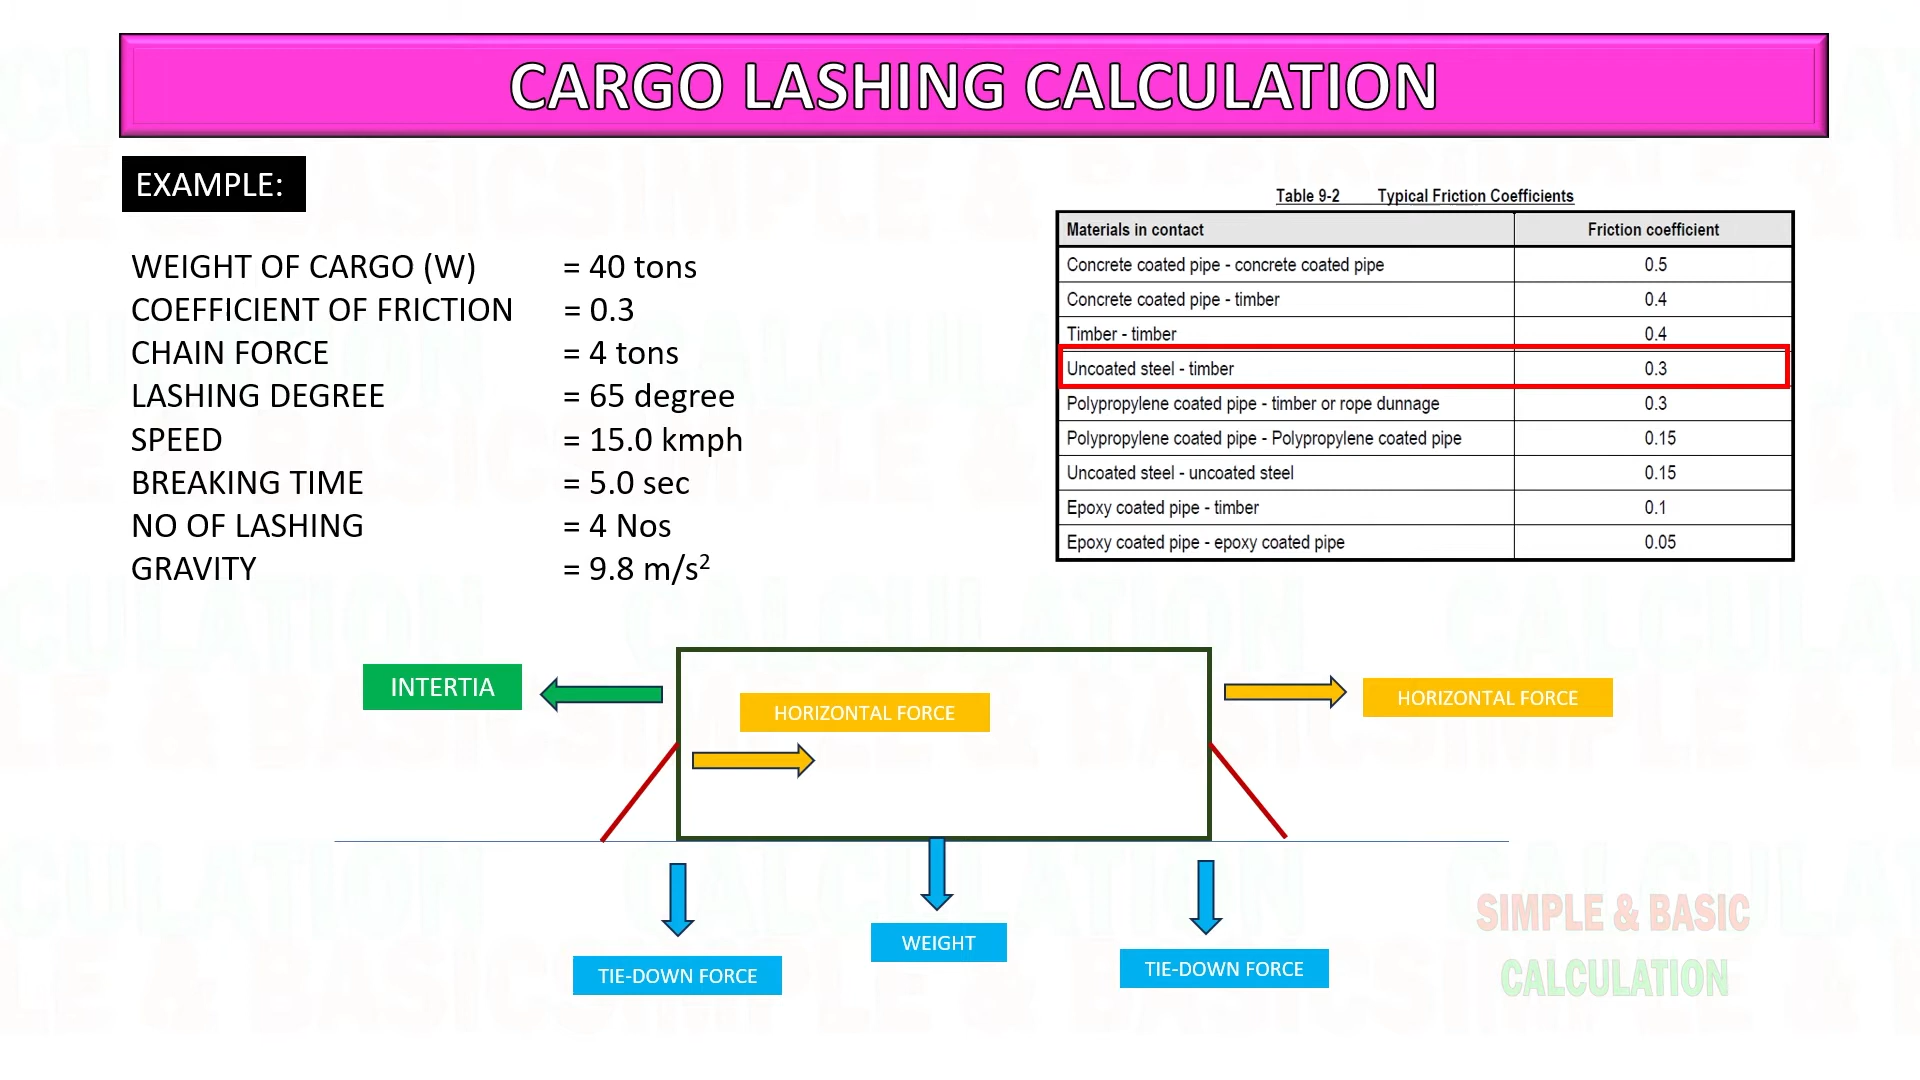 CARGO LASHING CALCULATION
EXAMPLE:
WEIGHT OF CARGO (W) = 40 tons
COEFFICIENT OF FRICTION = 0.3
CHAIN FORCE = 4 tons
LASHING DEGREE = 65 degree
SPEED = 15.0 kmph
BREAKING TIME = 5.0 sec
NO OF LASHING = 4 Nos
GRAVITY = 9.8 m/s²
Table 9-2 Typical Friction Coefficients
Materials in contact Friction coefficient
Concrete coated pipe - concrete coated pipe 0.5
Concrete coated pipe - timber 0.4
Timber - timber 0.4
Uncoated steel - timber 0.3
Polypropylene coated pipe - timber or rope dunnage 0.3
Polypropylene coated pipe - Polypropylene coated pipe 0.15
Uncoated steel - uncoated steel 0.15
Epoxy coated pipe - timber 0.1
Epoxy coated pipe - epoxy coated pipe 0.05
INTERTIA
HORIZONTAL FORCE
HORIZONTAL FORCE
TIE-DOWN FORCE
WEIGHT
TIE-DOWN FORCE
SIMPLE & BASIC
CALCULATION